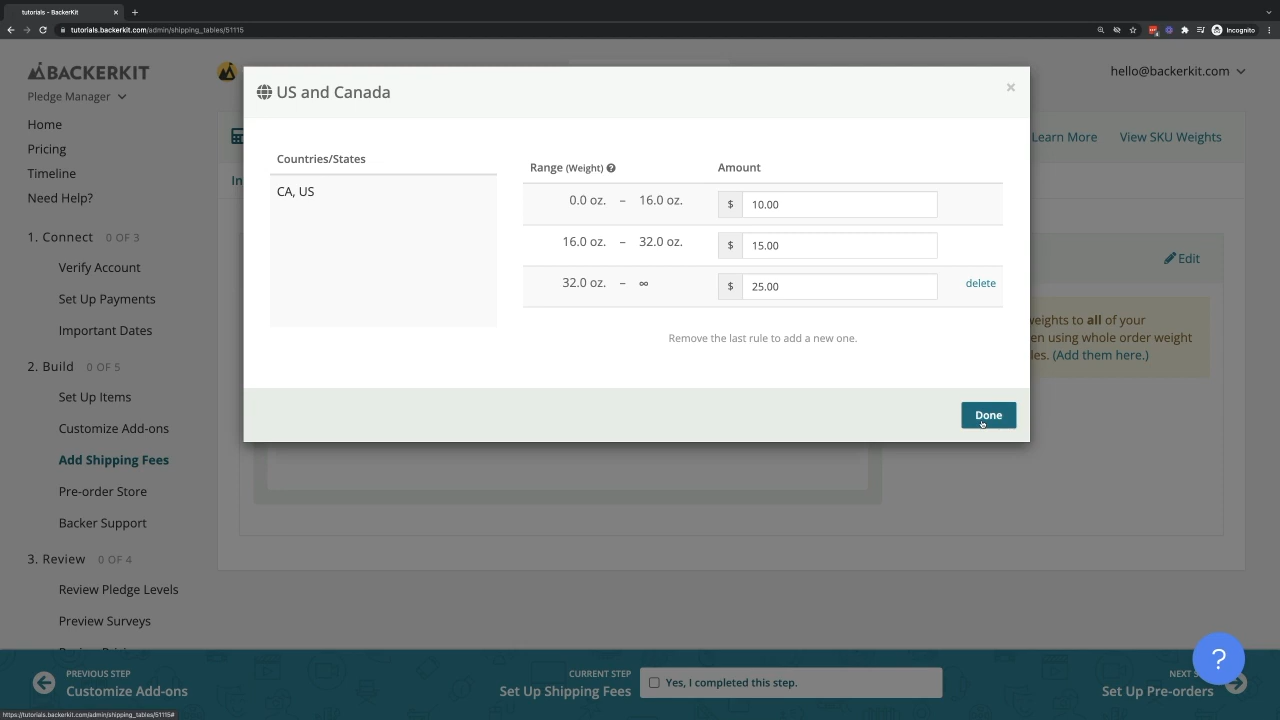 tutorials – BackerKit
tutorials.backerkit.com/admin/shipping_tables/51115
Incognito
BACKERKIT
Pledge Manager
hello@backerkit.com
Home
Pricing
Timeline
Need Help?
1. Connect 0 OF 3
Verify Account
Set Up Payments
Important Dates
2. Build 0 OF 5
Set Up Items
Customize Add-ons
Add Shipping Fees
Pre-order Store
Backer Support
3. Review 0 OF 4
Review Pledge Levels
Preview Surveys
Learn More View SKU Weights
In
Edit
weights to all of your
en using whole order weight
les. (Add them here.)
US and Canada
×
Countries/States
CA, US
Range (Weight) ? Amount
0.0 oz. – 16.0 oz. $ 10.00
16.0 oz. – 32.0 oz. $ 15.00
32.0 oz. – ∞ $ 25.00 delete
Remove the last rule to add a new one.
Done
PREVIOUS STEP
Customize Add-ons
CURRENT STEP
Set Up Shipping Fees
Yes, I completed this step.
NEXT S
Set Up Pre-orders
?
https://tutorials.backerkit.com/admin/shipping_tables/51115#